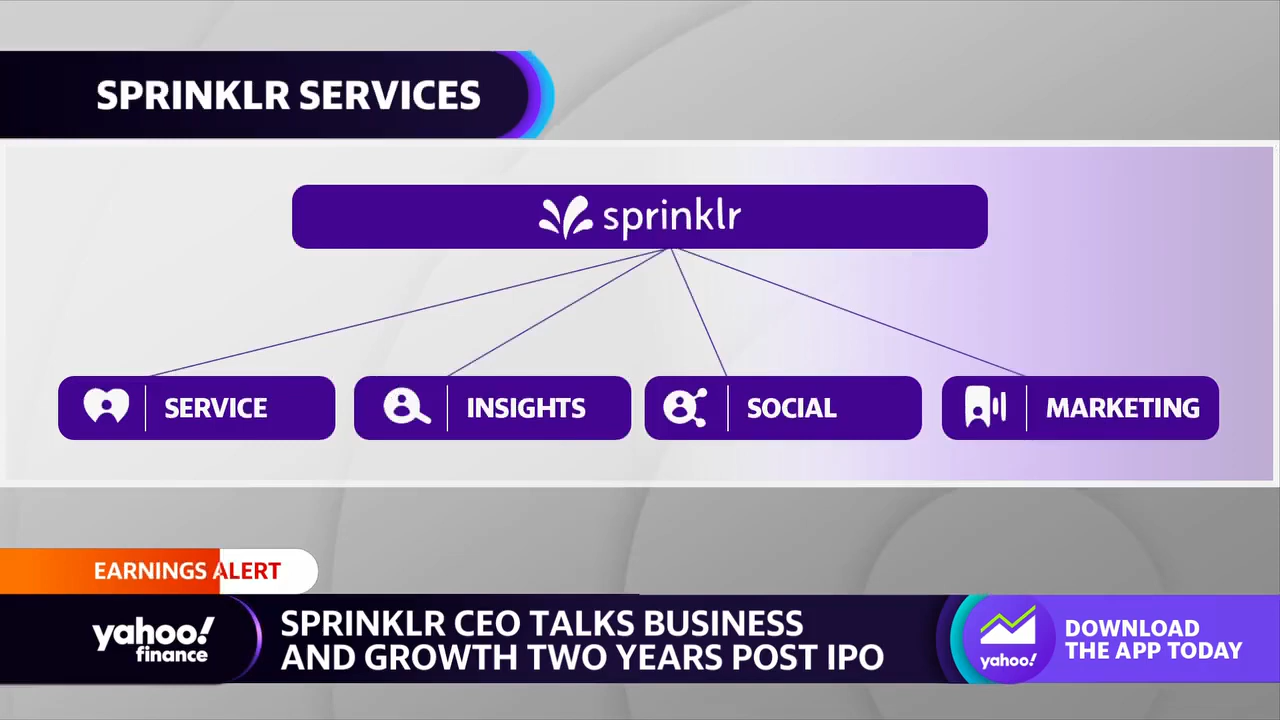 SPRINKLR SERVICES
sprinklr
SERVICE
INSIGHTS
SOCIAL
MARKETING
EARNINGS ALERT
yahoo!
finance
SPRINKLR CEO TALKS BUSINESS
AND GROWTH TWO YEARS POST IPO
yahoo!
DOWNLOAD
THE APP TODAY